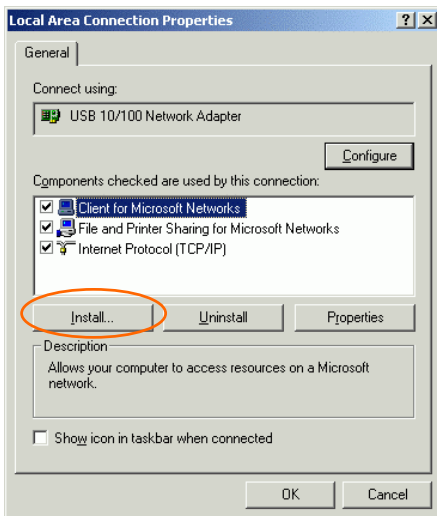 Local Area Connection Properties
General
Connect using:
USB 10/100 Network Adapter
Configure
Components checked are used by this connection:
Client for Microsoft Networks
File and Printer Sharing for Microsoft Networks
Internet Protocol (TCP/IP)
Install... Uninstall Properties
Description
Allows your computer to access resources on a Microsoft
network.
Show icon in taskbar when connected
OK Cancel